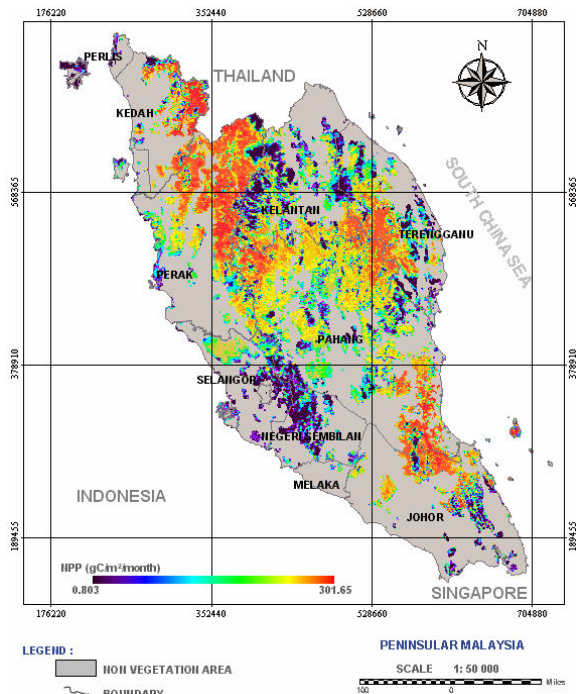 176220 352440 528660 704880
N
PERLIS
THAILAND
KEDAH
568365 568365
KELANTAN
TERENGGANU
SOUTH CHINA SEA
PERAK
PAHANG
378910 378910
SELANGOR
NEGERI SEMBILAN
MELAKA
INDONESIA
JOHOR
189455 189455
NPP (gC/m²/month)
0.803 301.65
SINGAPORE
176220 352440 528660 704880
LEGEND :
PENINSULAR MALAYSIA
NON VEGETATION AREA
SCALE 1: 50 000
Miles
BOUNDARY
100 0